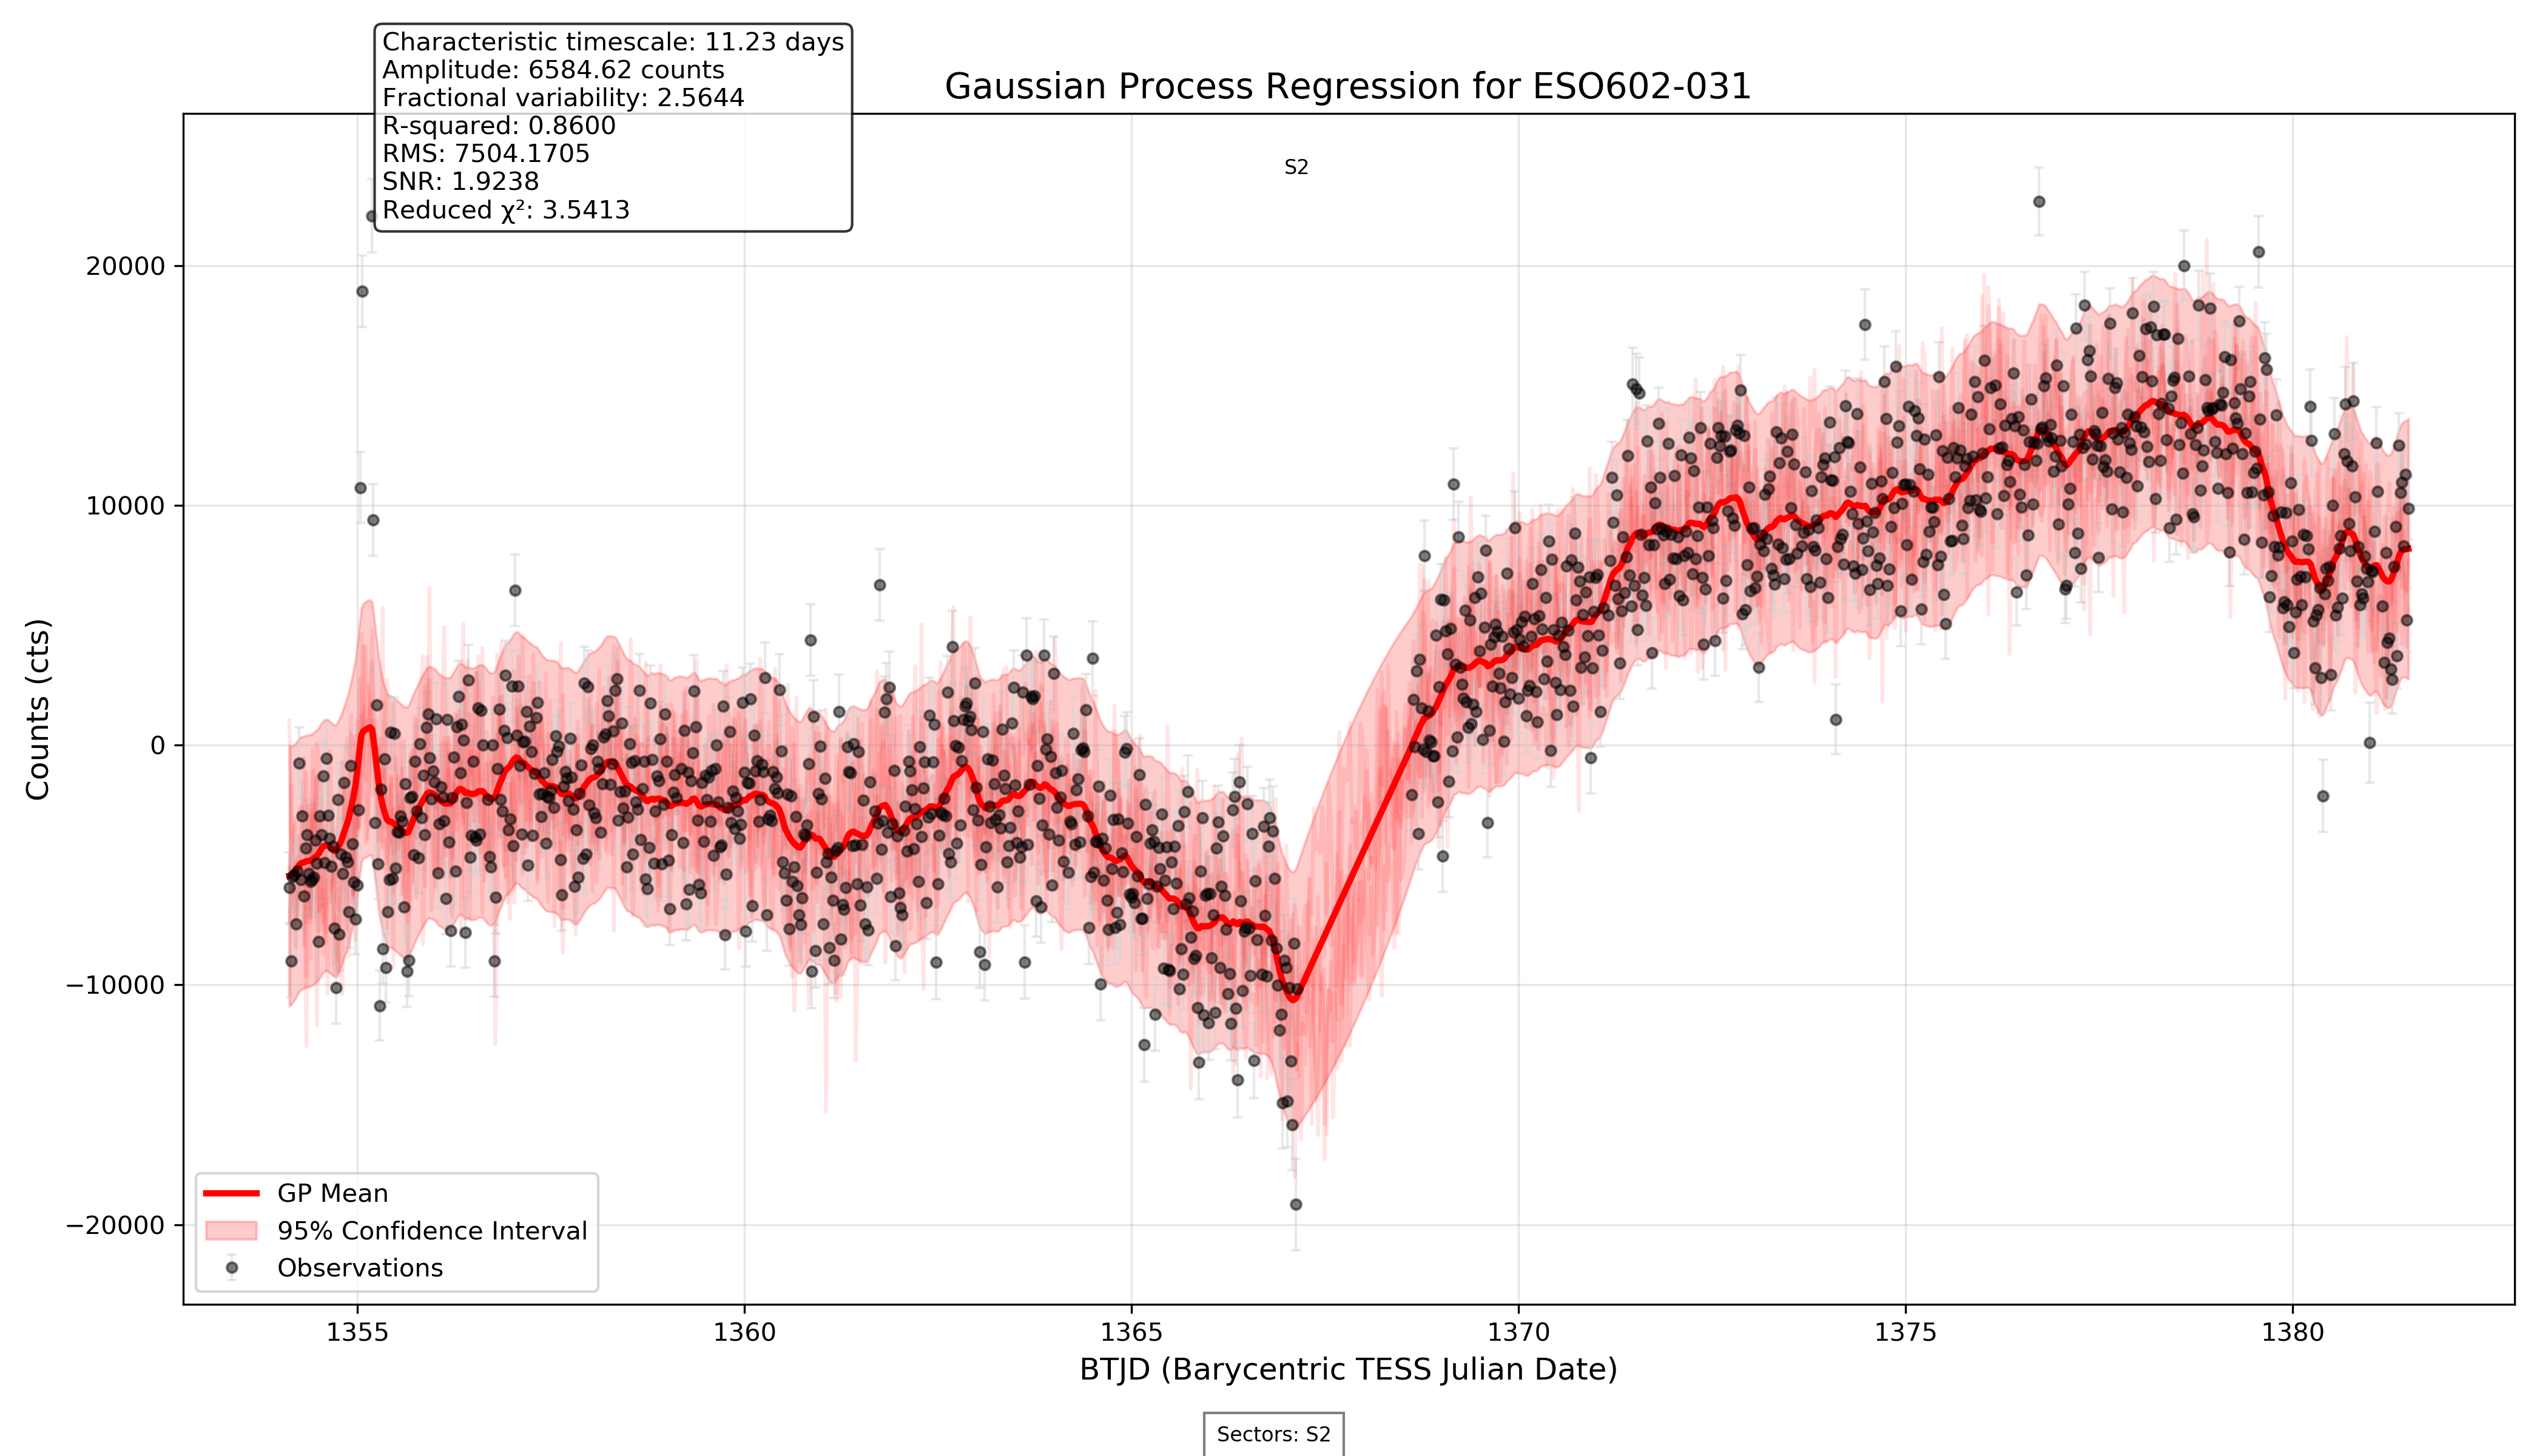 Characteristic timescale: 11.23 days
Amplitude: 6584.62 counts
Fractional variability: 2.5644
R-squared: 0.8600
RMS: 7504.1705
SNR: 1.9238
Reduced χ²: 3.5413
Gaussian Process Regression for ESO602-031
S2
20000
10000
0
−10000
−20000
Counts (cts)
GP Mean
95% Confidence Interval
Observations
1355
1360
1365
1370
1375
1380
BTJD (Barycentric TESS Julian Date)
Sectors: S2